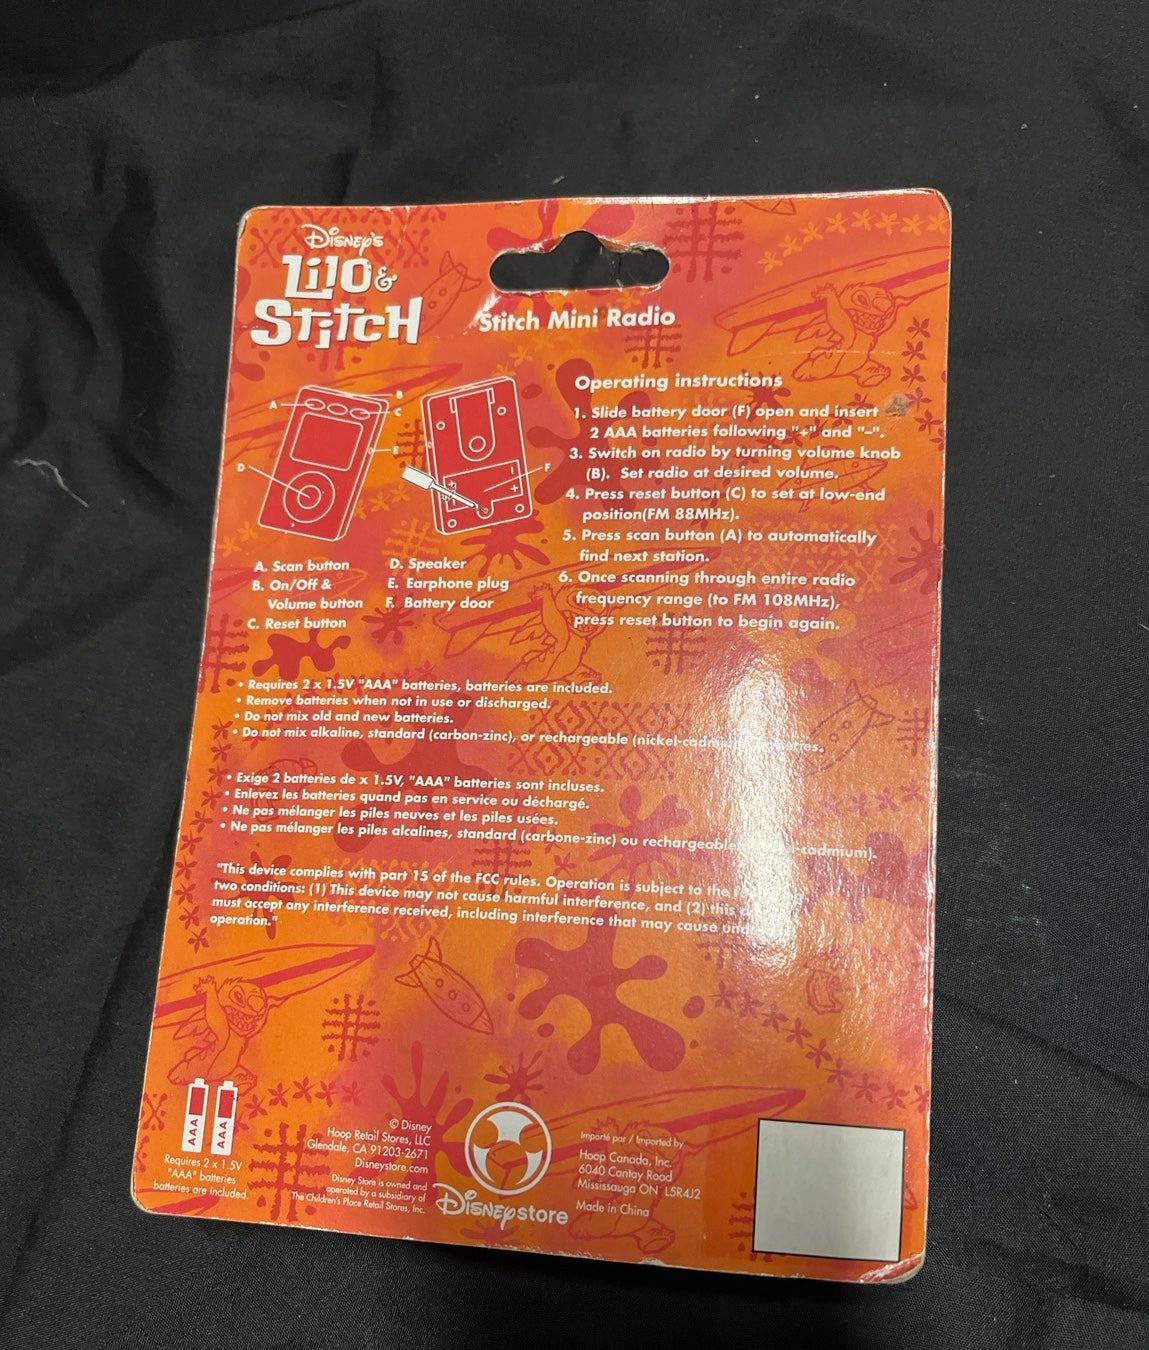 Disney's
Lilo &
Stitch
Stitch Mini Radio
A
B
C
E
D
F
Operating instructions
1. Slide battery door (F) open and insert
2 AAA batteries following "+" and "–".
3. Switch on radio by turning volume knob
(B). Set radio at desired volume.
4. Press reset button (C) to set at low-end
position(FM 88MHz).
5. Press scan button (A) to automatically
find next station.
6. Once scanning through entire radio
frequency range (to FM 108MHz),
press reset button to begin again.
A. Scan button
B. On/Off &
Volume button
C. Reset button
D. Speaker
E. Earphone plug
F. Battery door
• Requires 2 x 1.5V "AAA" batteries, batteries are included.
• Remove batteries when not in use or discharged.
• Do not mix old and new batteries.
• Do not mix alkaline, standard (carbon-zinc), or rechargeable
• Exige 2 batteries de x 1.5V, "AAA" batteries sont incluses.
• Enlevez les batteries quand pas en service ou déchargé.
• Ne pas mélanger les piles neuves et les piles usées.
• Ne pas mélanger les piles alcalines, standard (carbone-zinc) ou rechargeable
"This device complies with part 15 of the FCC rules. Operation is subject to the
two conditions: (1) This device may not cause harmful interference, and (2) this
must accept any interference received, including interference that may cause
operation."
AAA
AAA
Requires 2 x 1.5V
"AAA" batteries
batteries are included.
© Disney
Hoop Retail Stores, LLC
Glendale, CA 91203-2671
Disneystore.com
Disney Store is owned and
operated by a subsidiary of
The Children's Place Retail Stores, Inc.
Disney store
Importé par / Imported by
Hoop Canada, Inc.
6040 Cantay Road
Mississauga ON L5R4J2
Made in China